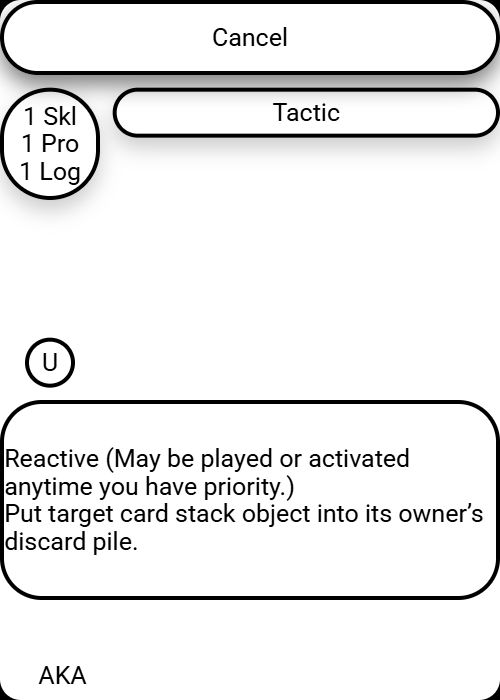 Cancel
1 Skl
1 Pro
1 Log
Tactic
U
Reactive (May be played or activated
anytime you have priority.)
Put target card stack object into its owner’s
discard pile.
AKA